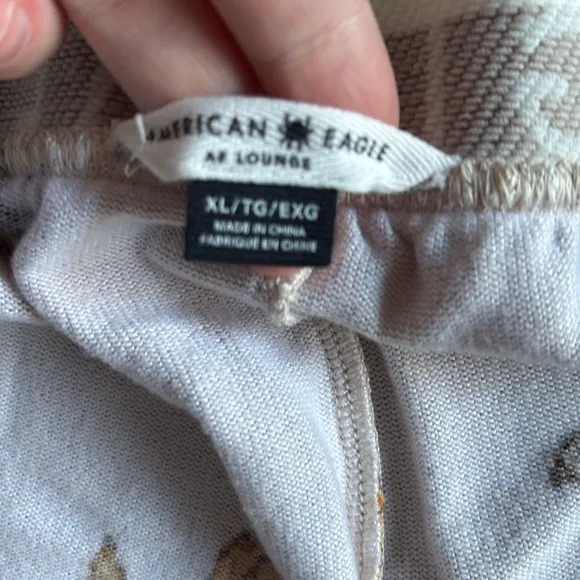 AMERICAN EAGLE
AE LOUNGE
XL/TG/EXG
MADE IN CHINA
FABRIQUÉ EN CHINE